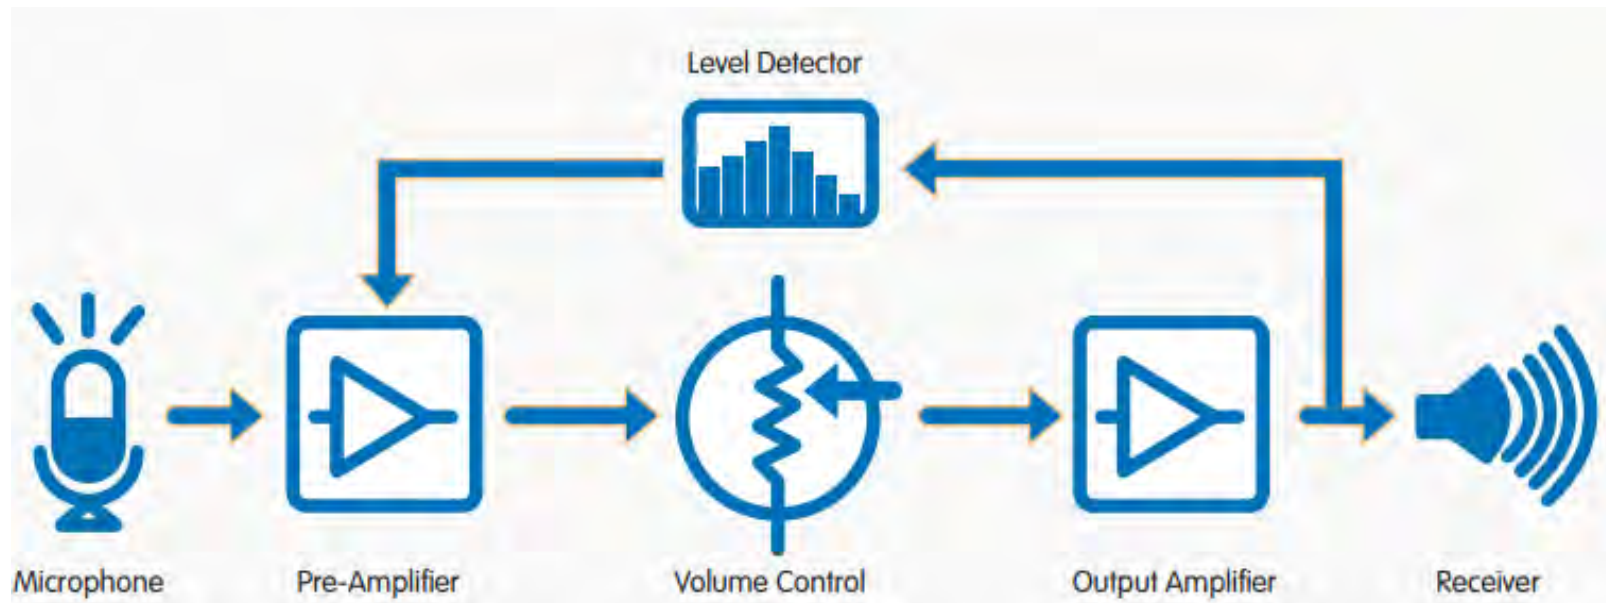 Level Detector
Microphone
Pre-Amplifier
Volume Control
Output Amplifier
Receiver